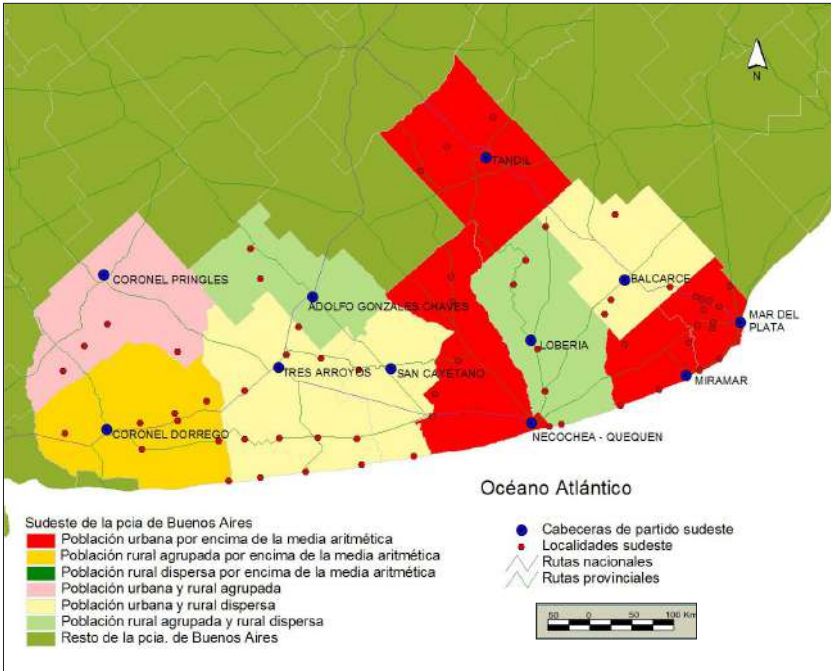 N
TANDIL
CORONEL PRINGLES
BALCARCE
ADOLFO GONZALES CHAVES
MAR DEL
PLATA
LOBERIA
TRES ARROYOS
SAN CAYETANO
MIRAMAR
CORONEL DORREGO
NECOCHEA - QUEQUEN
Océano Atlántico
Sudeste de la pcia de Buenos Aires
Población urbana por encima de la media aritmética
Población rural agrupada por encima de la media aritmética
Población rural dispersa por encima de la media aritmética
Población urbana y rural agrupada
Población urbana y rural dispersa
Población rural agrupada y rural dispersa
Resto de la pcia. de Buenos Aires
Cabeceras de partido sudeste
Localidades sudeste
Rutas nacionales
Rutas provinciales
50 0 50 100 Km